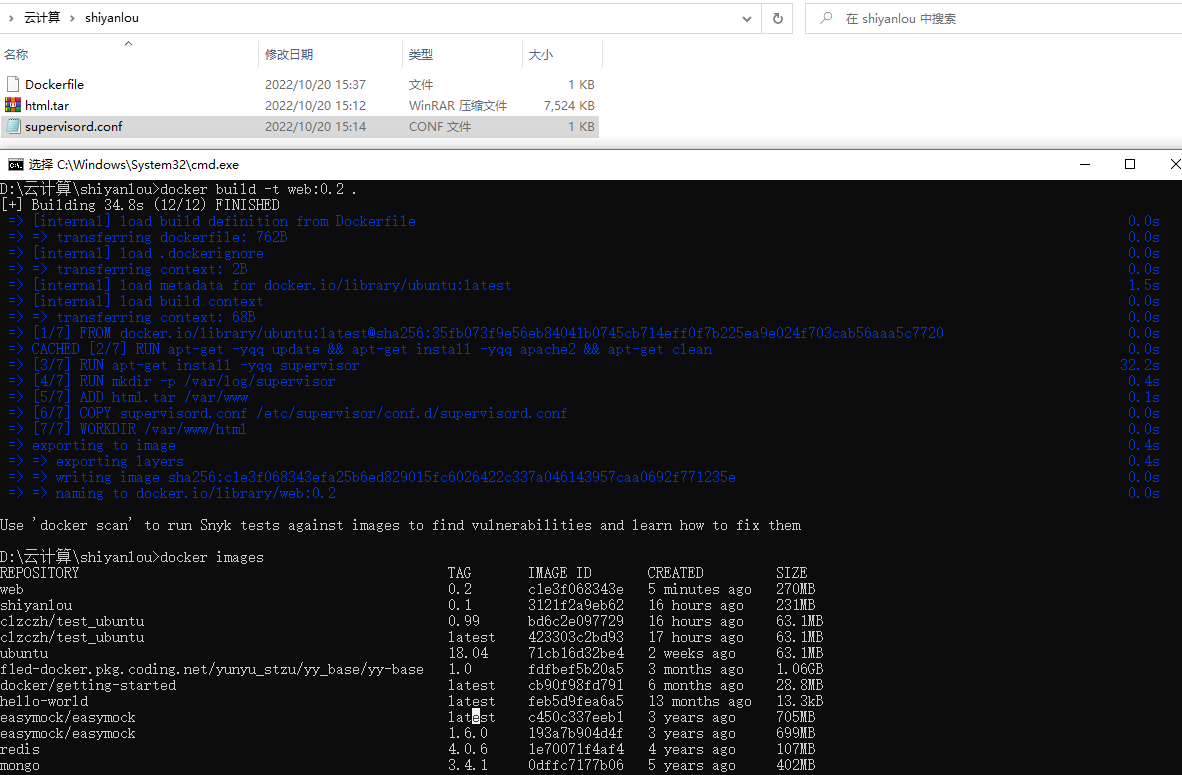 云计算 > shiyanlou
在 shiyanlou 中搜索
名称 修改日期 类型 大小
Dockerfile 2022/10/20 15:37 文件 1 KB
html.tar 2022/10/20 15:12 WinRAR 压缩文件 7,524 KB
supervisord.conf 2022/10/20 15:14 CONF 文件 1 KB
选择 C:\Windows\System32\cmd.exe
D:\云计算\shiyanlou>docker build -t web:0.2 .
[+] Building 34.8s (12/12) FINISHED
=> [internal] load build definition from Dockerfile 0.0s
=> => transferring dockerfile: 762B 0.0s
=> [internal] load .dockerignore 0.0s
=> => transferring context: 2B 0.0s
=> [internal] load metadata for docker.io/library/ubuntu:latest 1.5s
=> [internal] load build context 0.0s
=> => transferring context: 68B 0.0s
=> [1/7] FROM docker.io/library/ubuntu:latest@sha256:35fb073f9e56eb84041b0745cb714eff0f7b225ea9e024f703cab56aaa5c7720 0.0s
=> CACHED [2/7] RUN apt-get -yqq update && apt-get install -yqq apache2 && apt-get clean 0.0s
=> [3/7] RUN apt-get install -yqq supervisor 32.2s
=> [4/7] RUN mkdir -p /var/log/supervisor 0.4s
=> [5/7] ADD html.tar /var/www 0.1s
=> [6/7] COPY supervisord.conf /etc/supervisor/conf.d/supervisord.conf 0.0s
=> [7/7] WORKDIR /var/www/html 0.0s
=> exporting to image 0.4s
=> => exporting layers 0.4s
=> => writing image sha256:c1e3f068343efa25b6ed829015fc6026422c337a046143957caa0692f771235e 0.0s
=> => naming to docker.io/library/web:0.2 0.0s
Use 'docker scan' to run Snyk tests against images to find vulnerabilities and learn how to fix them
D:\云计算\shiyanlou>docker images
REPOSITORY TAG IMAGE ID CREATED SIZE
web 0.2 c1e3f068343e 5 minutes ago 270MB
shiyanlou 0.1 3121f2a9eb62 16 hours ago 231MB
clzczh/test_ubuntu 0.99 bd6c2e097729 16 hours ago 63.1MB
clzczh/test_ubuntu latest 423303c2bd93 17 hours ago 63.1MB
ubuntu 18.04 71cb16d32be4 2 weeks ago 63.1MB
f1ed-docker.pkg.coding.net/yunyu_stzu/yy_base/yy-base 1.0 fdfbef5b20a5 3 months ago 1.06GB
docker/getting-started latest cb90f98fd791 6 months ago 28.8MB
hello-world latest feb5d9fea6a5 13 months ago 13.3kB
easymock/easymock latest c450c337eeb1 3 years ago 705MB
easymock/easymock 1.6.0 193a7b904d4f 3 years ago 699MB
redis 4.0.6 1e70071f4af4 4 years ago 107MB
mongo 3.4.1 0dffc7177b06 5 years ago 402MB